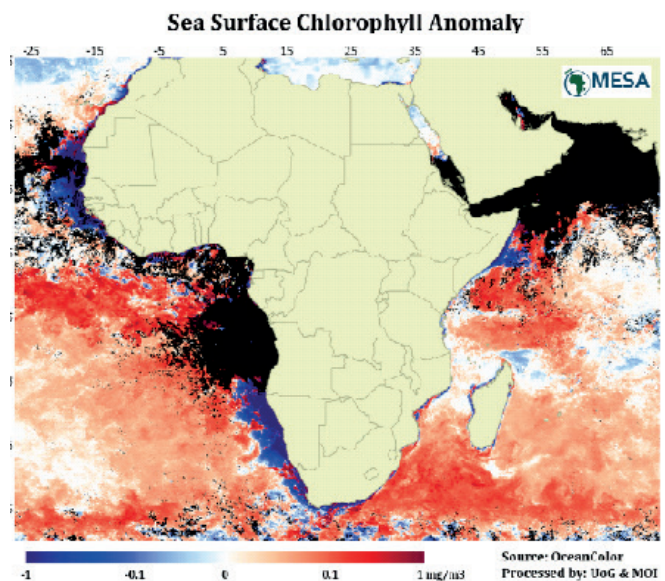 Sea Surface Chlorophyll Anomaly
-25 -15 -5 5 15 25 35 45 55 65
MESA
-1 -0.1 0 0.1 1 mg/m3
Source: OceanColor
Processed by: UoG & MOI